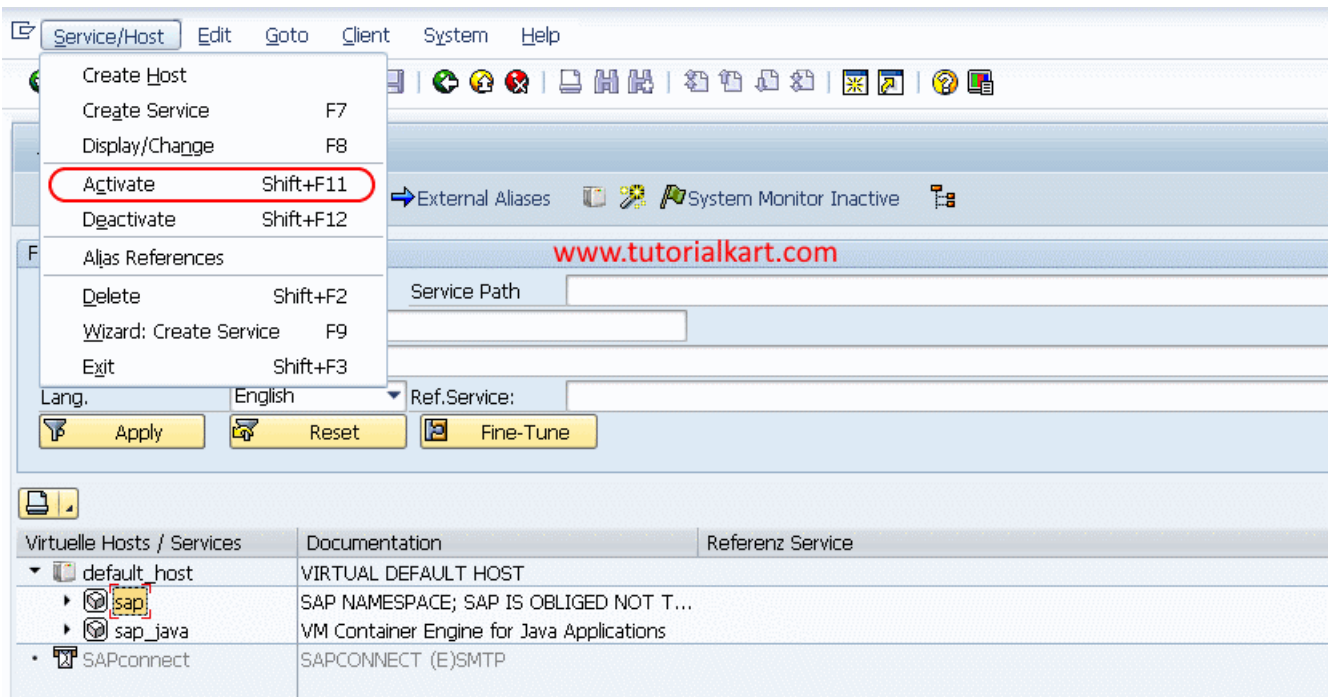 Service/Host Edit Goto Client System Help
Create Host
Create Service F7
Display/Change F8
Activate Shift+F11
Deactivate Shift+F12
Alias References
Delete Shift+F2
Wizard: Create Service F9
Exit Shift+F3
External Aliases System Monitor Inactive
www.tutorialkart.com
F
Service Path
Lang. English Ref.Service:
Apply Reset Fine-Tune
Virtuelle Hosts / Services Documentation Referenz Service
default_host VIRTUAL DEFAULT HOST
sap SAP NAMESPACE; SAP IS OBLIGED NOT T...
sap_java VM Container Engine for Java Applications
SAPconnect SAPCONNECT (E)SMTP